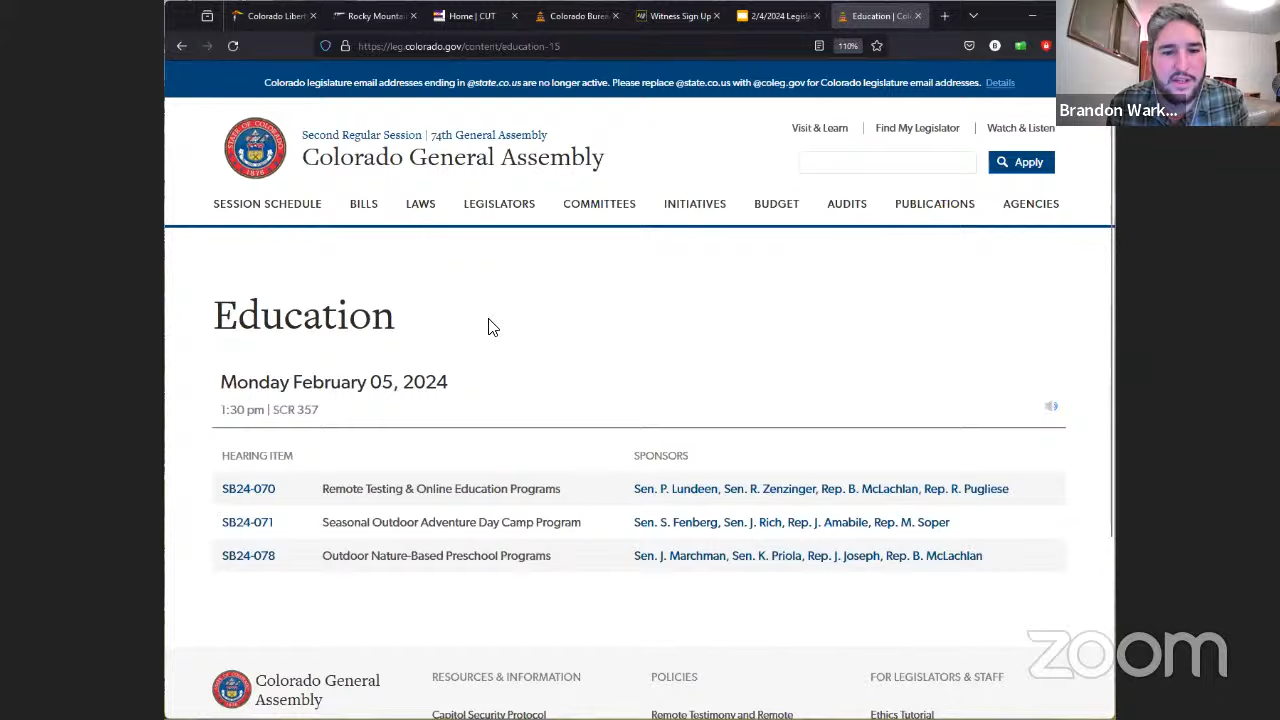 Colorado Libert
Rocky Mounta
Home | CUT
Colorado Bure
Witness Sign Up
2/4/2024 Legis
Education | Col
https://leg.colorado.gov/content/education-15
110%
Colorado legislature email addresses ending in @state.co.us are no longer active. Please replace @state.co.us with @coleg.gov for Colorado legislature email addresses. Details
Brandon Wark...
Second Regular Session | 74th General Assembly
Colorado General Assembly
Visit & Learn | Find My Legislator | Watch & Listen
Apply
SESSION SCHEDULE BILLS LAWS LEGISLATORS COMMITTEES INITIATIVES BUDGET AUDITS PUBLICATIONS AGENCIES
Education
Monday February 05, 2024
1:30 pm | SCR 357
HEARING ITEM SPONSORS
SB24-070 Remote Testing & Online Education Programs Sen. P. Lundeen, Sen. R. Zenzinger, Rep. B. McLachlan, Rep. R. Pugliese
SB24-071 Seasonal Outdoor Adventure Day Camp Program Sen. S. Fenberg, Sen. J. Rich, Rep. J. Amabile, Rep. M. Soper
SB24-078 Outdoor Nature-Based Preschool Programs Sen. J. Marchman, Sen. K. Priola, Rep. J. Joseph, Rep. B. McLachlan
zoom
Colorado General
Assembly
RESOURCES & INFORMATION POLICIES FOR LEGISLATORS & STAFF
Capitol Security Protocol Remote Testimony and Remote Ethics Tutorial